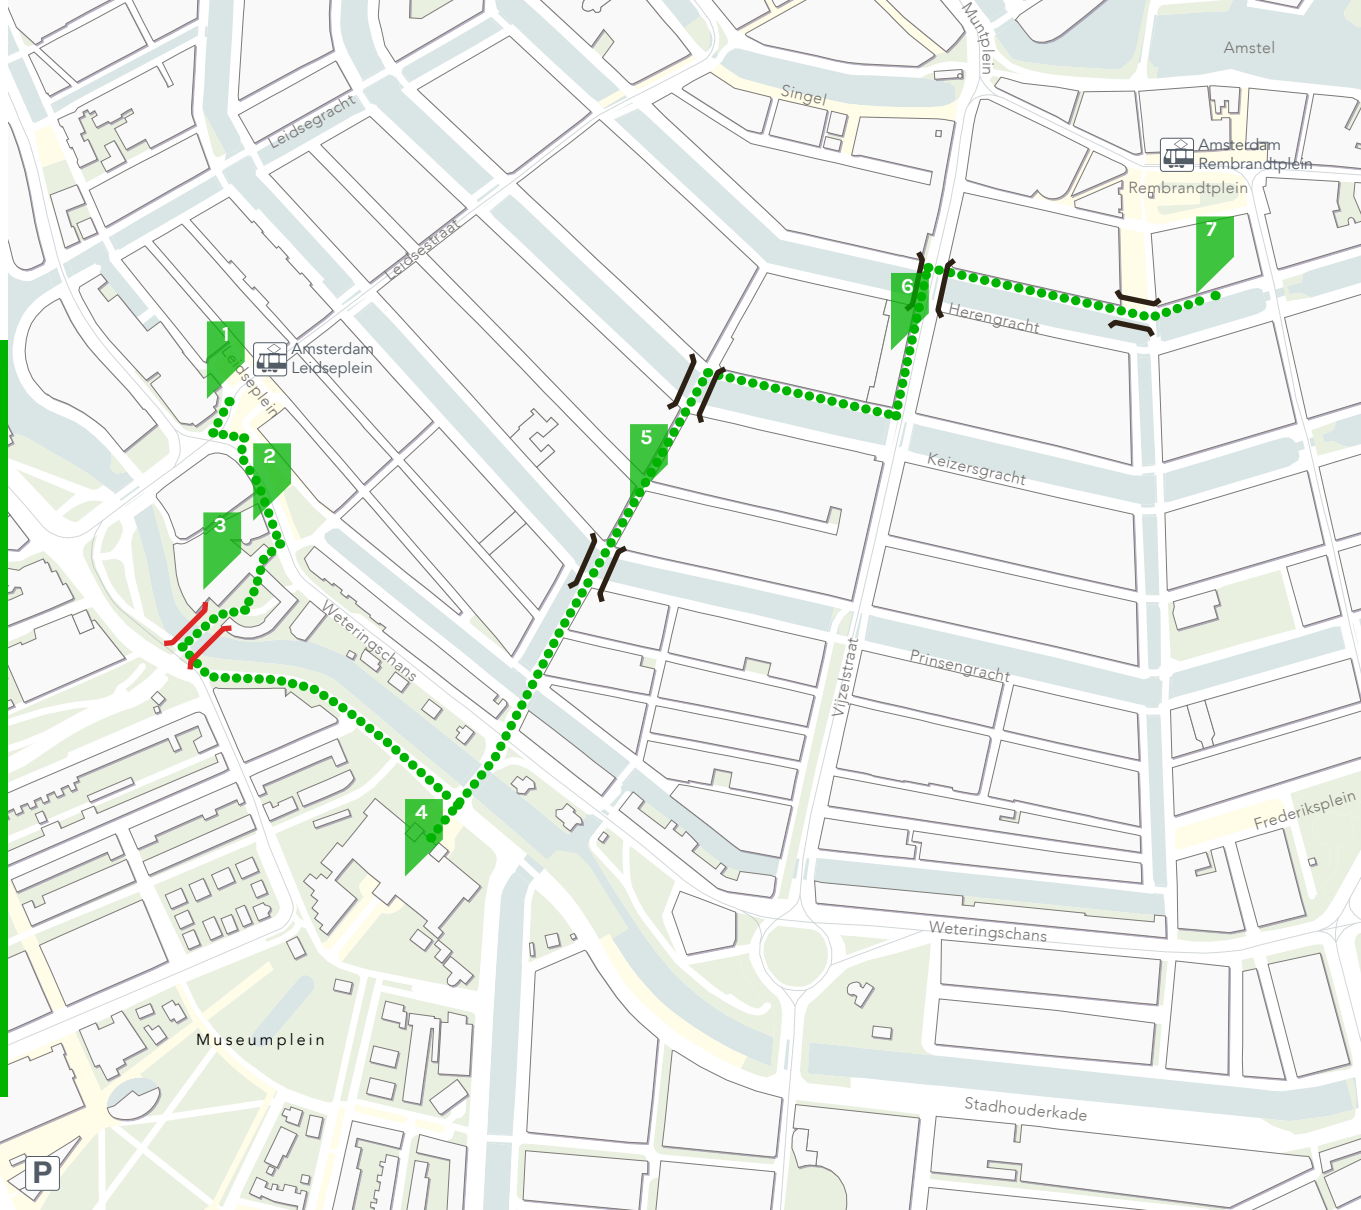 Muntplein
Amstel
Singel
Leidsegracht
Amsterdam
Rembrandtplein
Rembrandtplein
7
Leidsestraat
6
Herengracht
1
Amsterdam
Leidseplein
Leidseplein
5
2
Keizersgracht
3
Weteringschans
Prinsengracht
Vijzelstraat
4
Frederiksplein
Weteringschans
Museumplein
Stadhouderkade
P